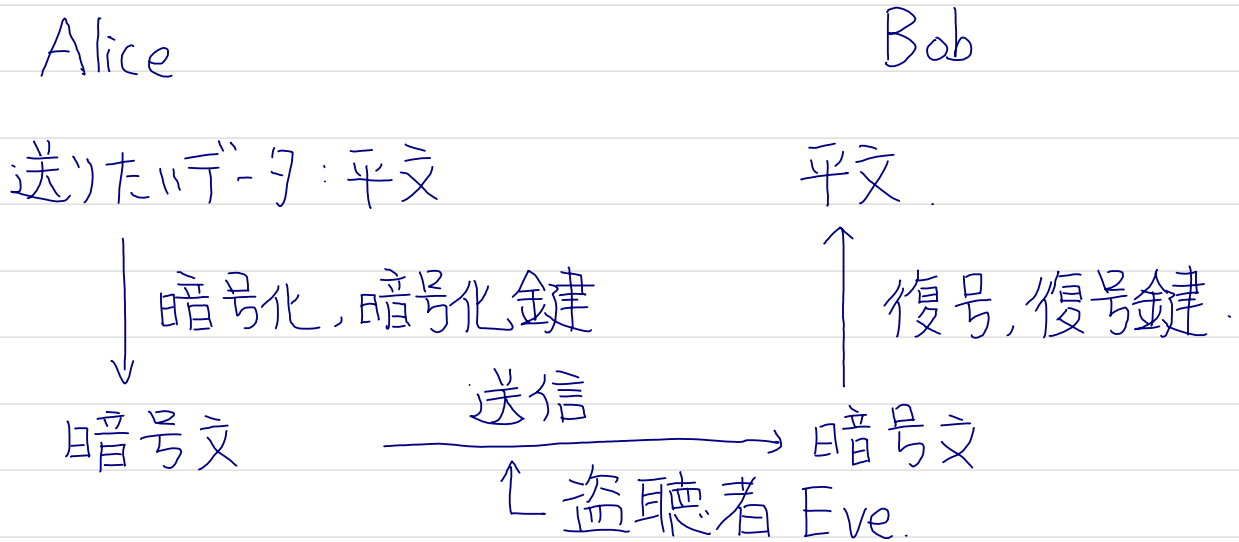 Alice Bob
送りたいデータ:平文 平文.
暗号化,暗号化鍵 復号,復号鍵.
送信
暗号文 暗号文
盗聴者 Eve.